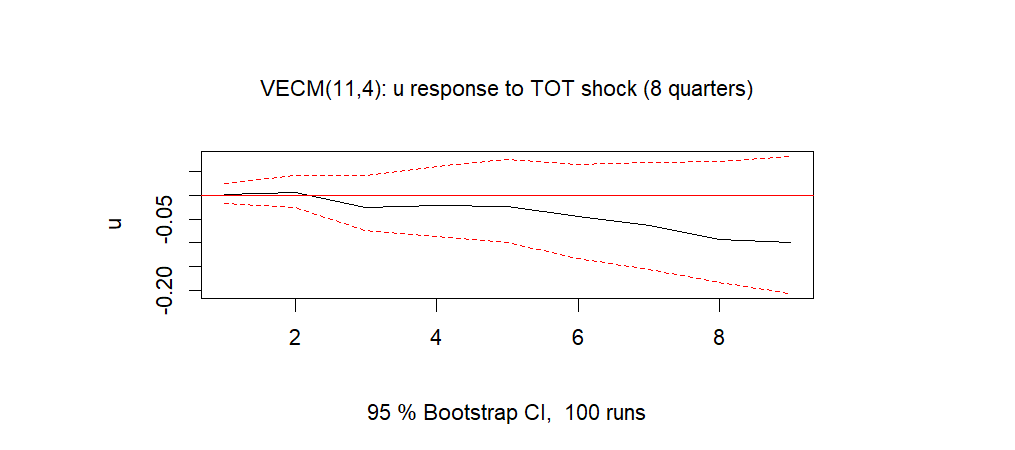 VECM(11,4): u response to TOT shock (8 quarters)
u
-0.05
-0.20
2 4 6 8
95 % Bootstrap CI,  100 runs